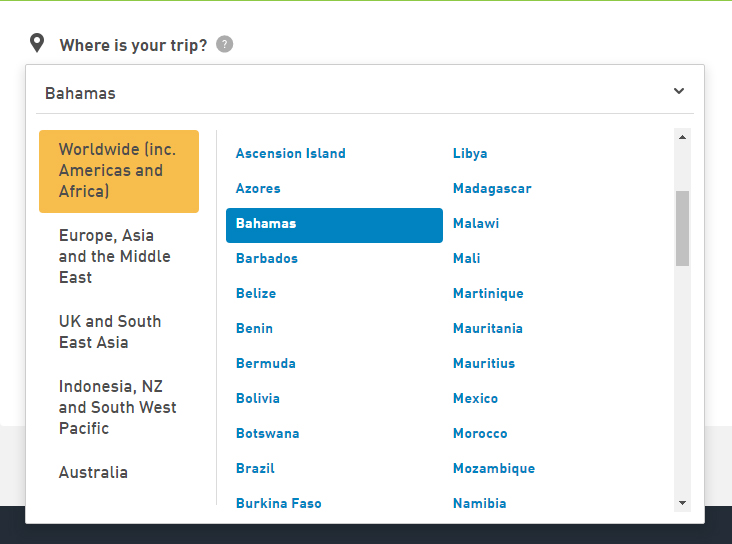 Where is your trip? ?
Bahamas
Worldwide (inc.
Americas and
Africa)
Europe, Asia
and the Middle
East
UK and South
East Asia
Indonesia, NZ
and South West
Pacific
Australia
Ascension Island
Azores
Bahamas
Barbados
Belize
Benin
Bermuda
Bolivia
Botswana
Brazil
Burkina Faso
Libya
Madagascar
Malawi
Mali
Martinique
Mauritania
Mauritius
Mexico
Morocco
Mozambique
Namibia